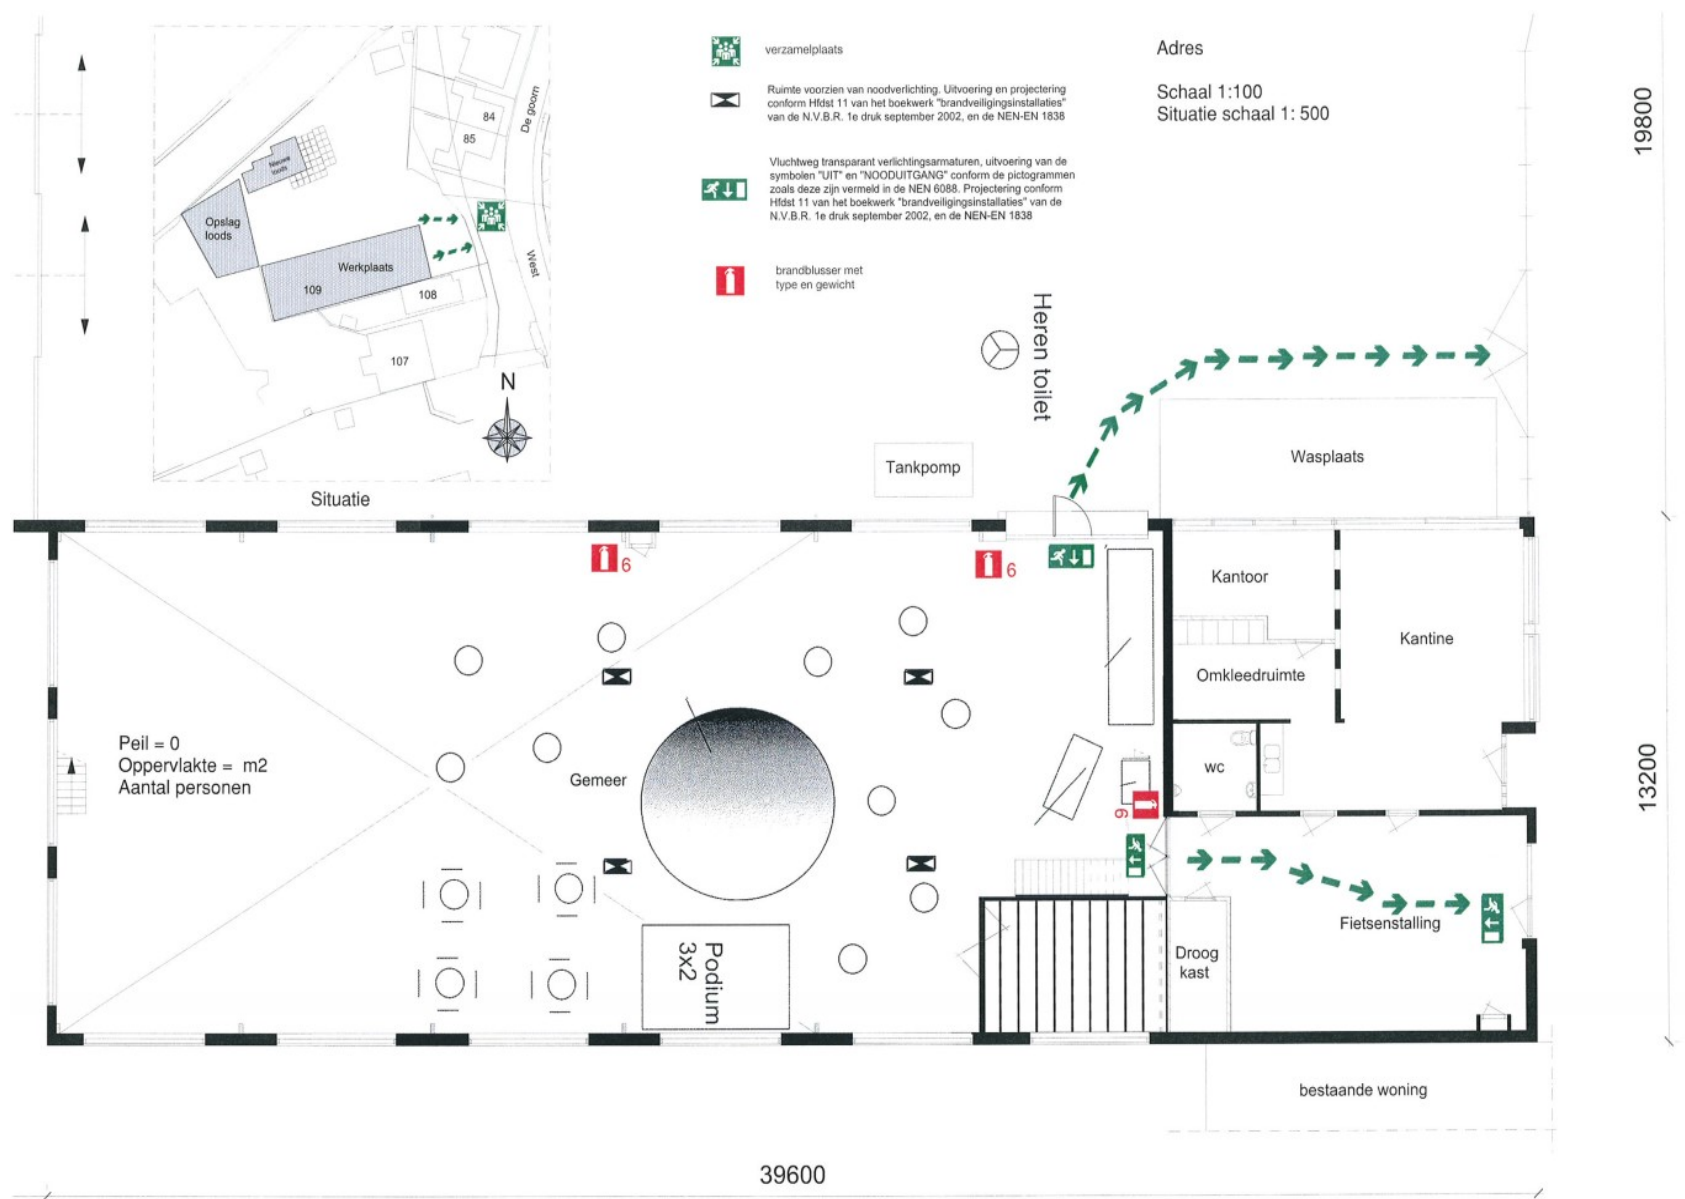 verzamelplaats
Ruimte voorzien van noodverlichting. Uitvoering en projectering
conform Hfdst 11 van het boekwerk "brandveiligingsinstallaties"
van de N.V.B.R. 1e druk september 2002, en de NEN-EN 1838
Vluchtweg transparant verlichtingsarmaturen, uitvoering van de
symbolen "UIT" en "NOODUITGANG" conform de pictogrammen
zoals deze zijn vermeld in de NEN 6088. Projectering conform
Hfdst 11 van het boekwerk "brandveiligingsinstallaties" van de
N.V.B.R. 1e druk september 2002, en de NEN-EN 1838
brandblusser met
type en gewicht
Adres
Schaal 1:100
Situatie schaal 1: 500
19800
De goorn
84
85
Nieuwe
loods
Opslag
loods
Werkplaats
109
108
107
West
N
Situatie
Heren toilet
Tankpomp
Wasplaats
6
6
Kantoor
Kantine
Omkleedruimte
Peil = 0
Oppervlakte = m2
Aantal personen
Gemeer
wc
6
13200
Podium
3x2
Droog
kast
Fietsenstalling
bestaande woning
39600